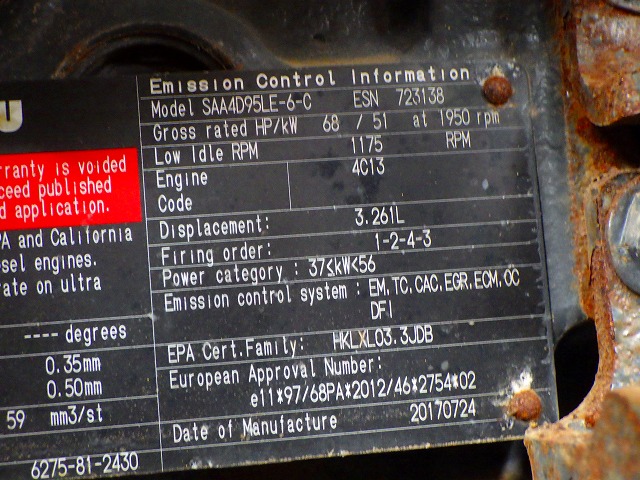 U
rranty is voided
ceed published
d application.
PA and California
esel engines.
rate on ultra
---- degrees
0.35mm
0.50mm
59 mm3/st
6275-81-2430
Emission Control Information
Model SAA4D95LE-6-C ESN 723138
Gross rated HP/kW 68 / 51 at 1950 rpm
Low Idle RPM 1175 RPM
Engine 4C13
Code
Displacement: 3.261L
Firing order: 1-2-4-3
Power category : 37≤kW<56
Emission control system : EM,TC,CAC,EGR,ECM,OC
DFI
EPA Cert.Family: HKLXL03.3JDB
European Approval Number:
e11*97/68PA*2012/46*2754*02
Date of Manufacture 20170724